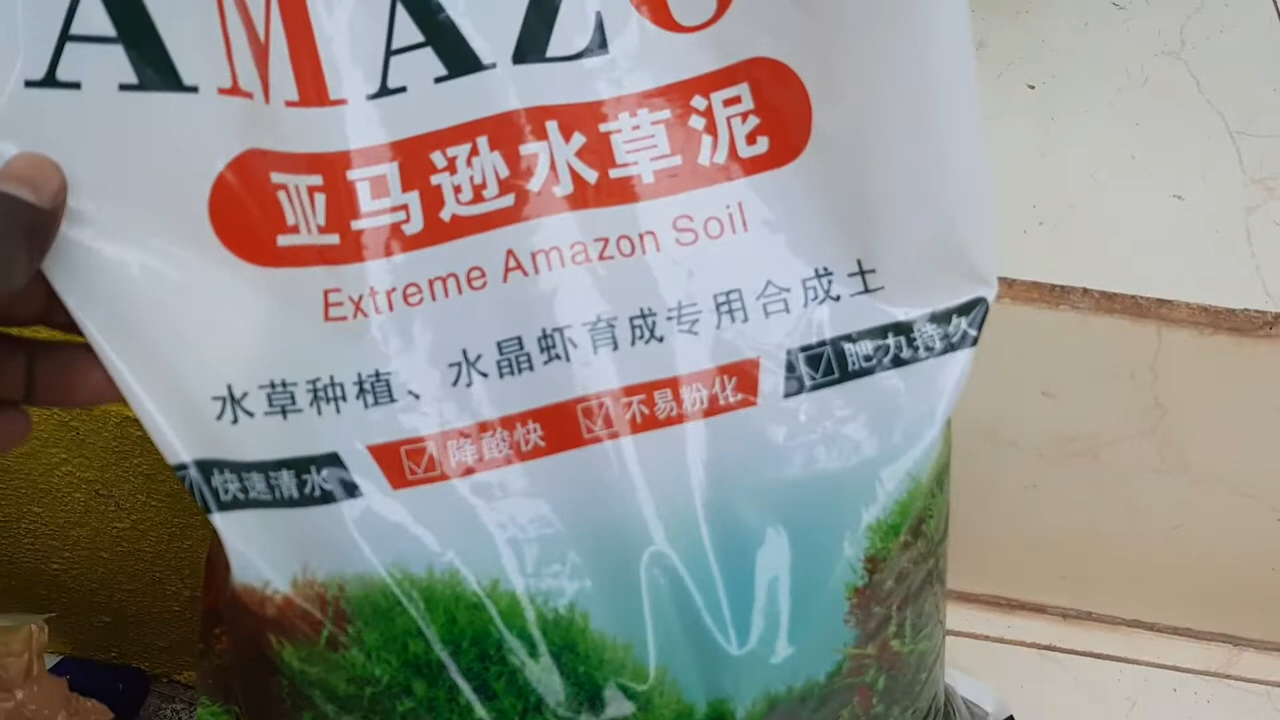 AMAZO
亚马逊水草泥
Extreme Amazon Soil
水草种植、水晶虾育成专用合成土
快速清水 降酸快 不易粉化 肥力持久